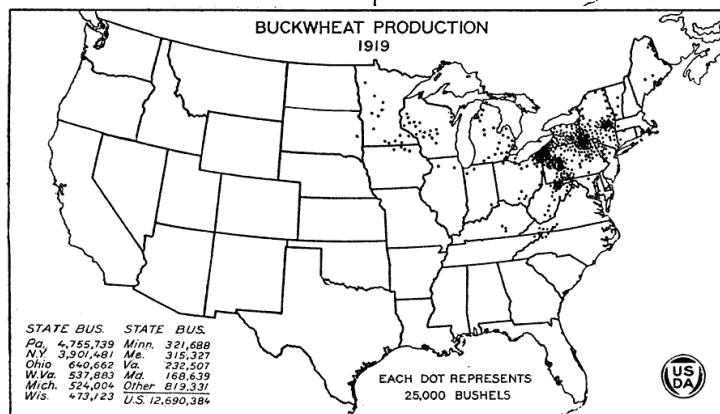 BUCKWHEAT PRODUCTION
1919
STATE BUS. STATE BUS.
Pa. 4,755,739 Minn. 321,688
N.Y. 3,901,481 Me. 315,327
Ohio 640,662 Va. 232,507
W.Va. 537,883 Md. 168,639
Mich. 524,004 Other 819,331
Wis. 473,123 U.S. 12,690,384
EACH DOT REPRESENTS
25,000 BUSHELS
US
DA